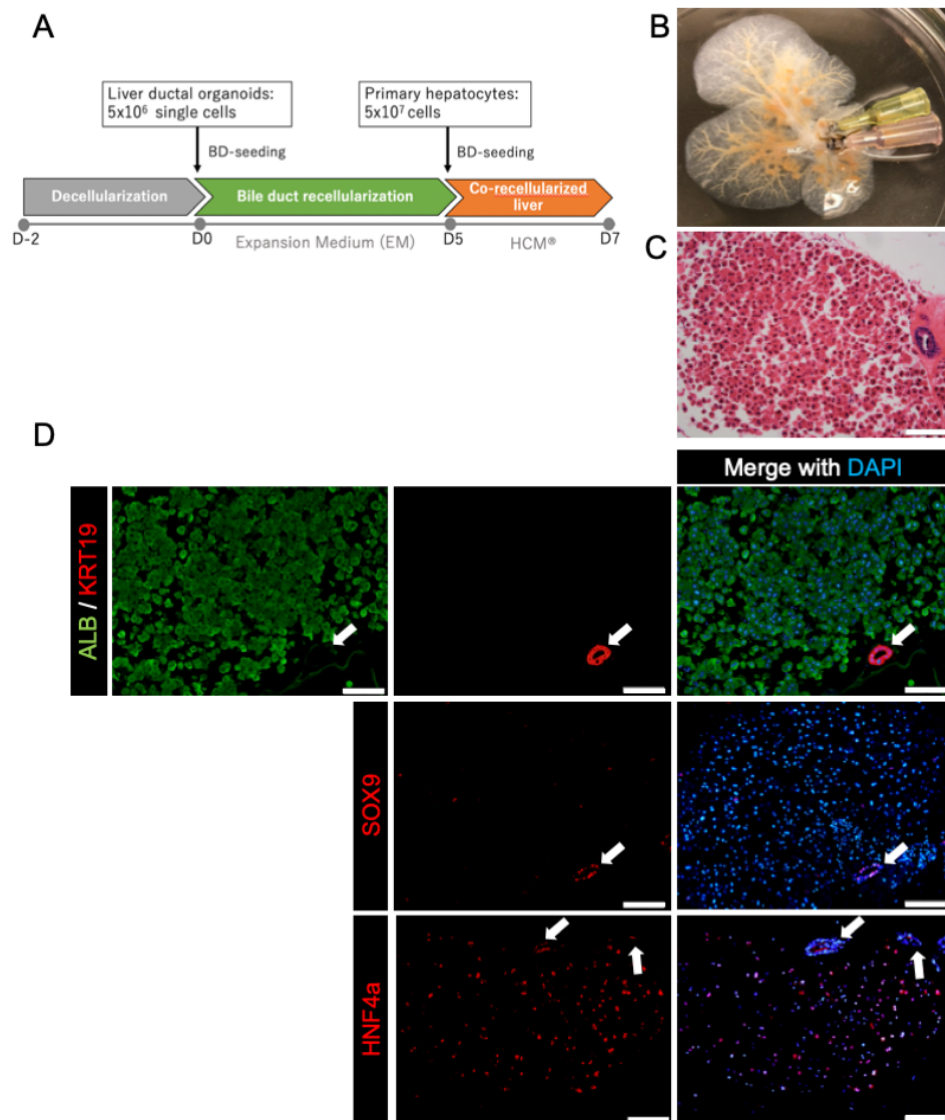 A
B
Liver ductal organoids:
5x10⁶ single cells
Primary hepatocytes:
5x10⁷ cells
BD-seeding
BD-seeding
Decellularization
Bile duct recellularization
Co-recellularized
liver
D-2
D0
Expansion Medium (EM)
D5
HCM®
D7
C
D
Merge with DAPI
ALB / KRT19
SOX9
HNF4a